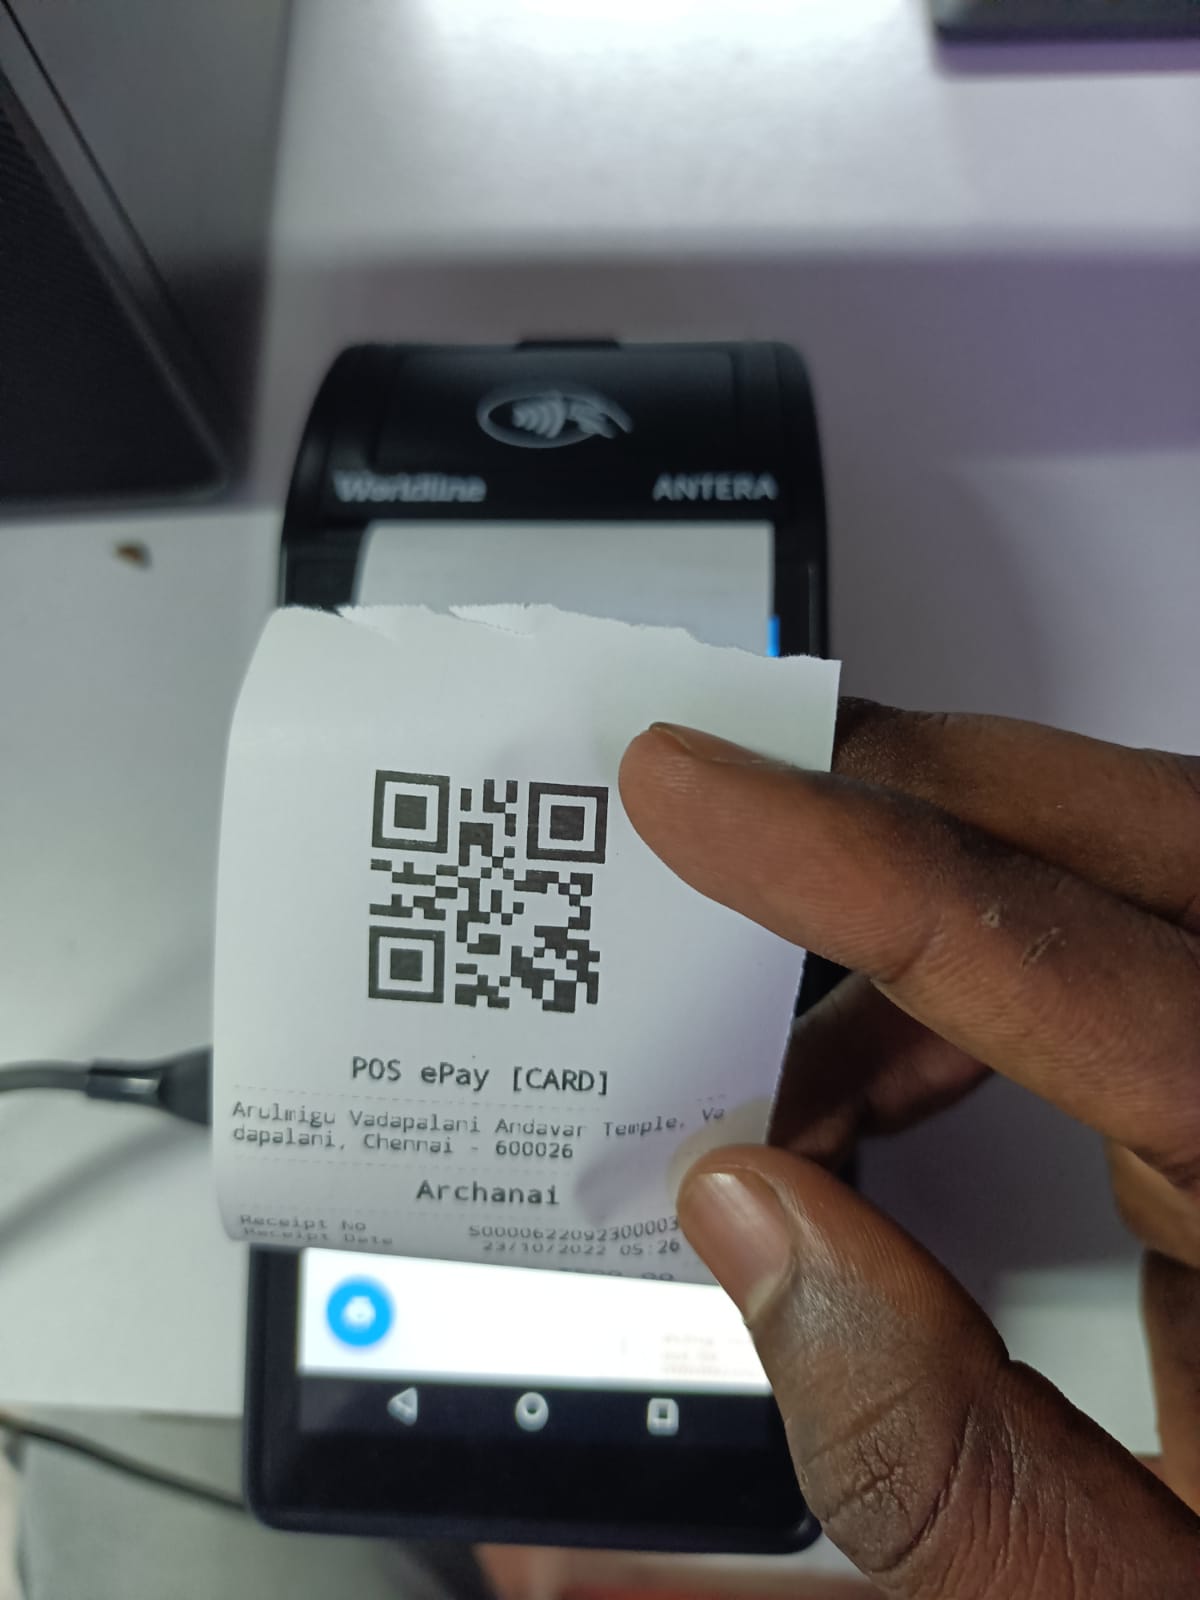 Worldline ANTERA
POS ePay [CARD]
Arulmigu Vadapalani Andavar Temple, Va
dapalani, Chennai - 600026
Archanai
Receipt No S0000622092300003
Receipt Date 23/10/2022 05:26